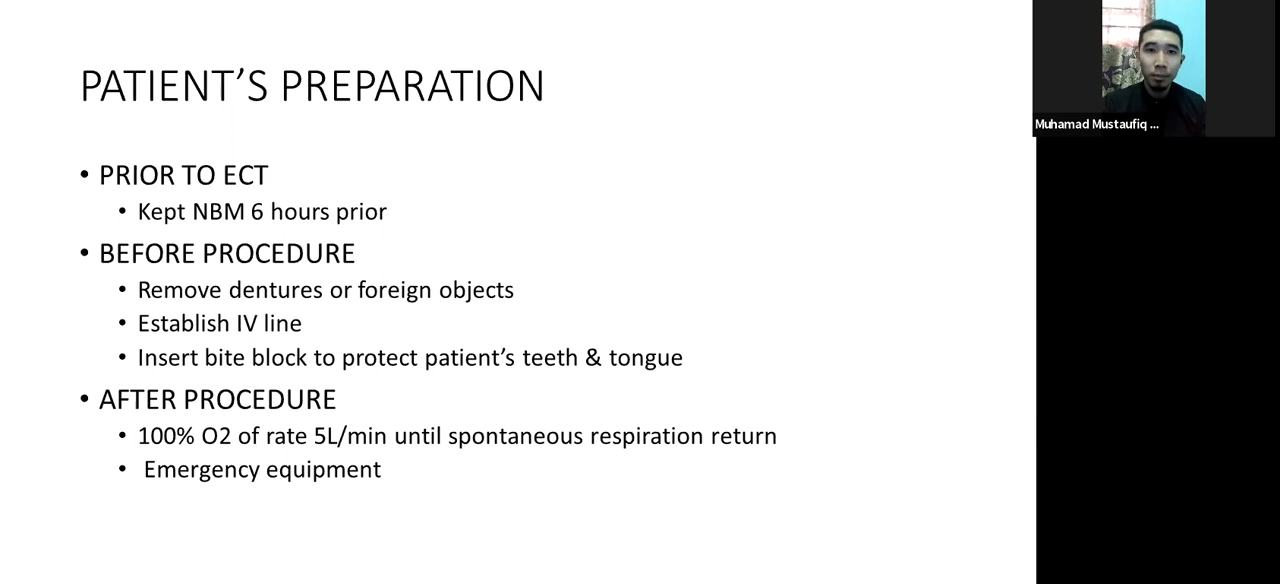 PATIENT’S PREPARATION
• PRIOR TO ECT
• Kept NBM 6 hours prior
• BEFORE PROCEDURE
• Remove dentures or foreign objects
• Establish IV line
• Insert bite block to protect patient’s teeth & tongue
• AFTER PROCEDURE
• 100% O2 of rate 5L/min until spontaneous respiration return
• Emergency equipment
Muhamad Mustaufiq ...